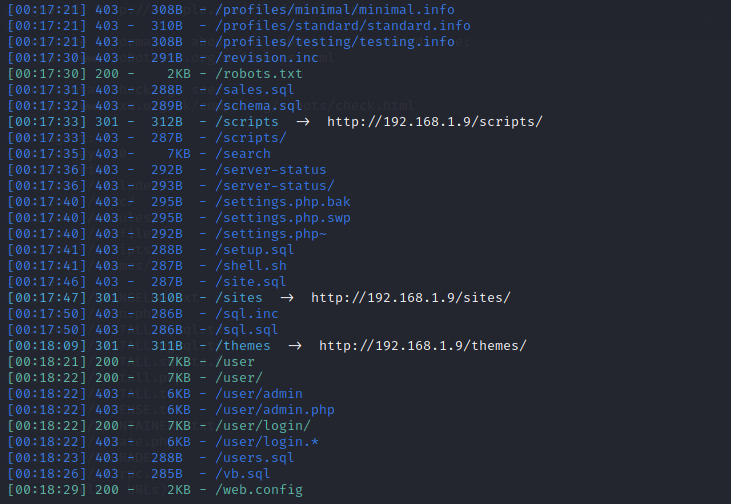 [00:17:21] 403 - 308B - /profiles/minimal/minimal.info
[00:17:21] 403 - 310B - /profiles/standard/standard.info
[00:17:21] 403 - 308B - /profiles/testing/testing.info
[00:17:30] 403 - 291B - /revision.inc
[00:17:30] 200 - 2KB - /robots.txt
[00:17:31] 403 - 288B - /sales.sql
[00:17:32] 403 - 289B - /schema.sql
[00:17:33] 301 - 312B - /scripts -> http://192.168.1.9/scripts/
[00:17:33] 403 - 287B - /scripts/
[00:17:35] 403 - 7KB - /search
[00:17:36] 403 - 292B - /server-status
[00:17:36] 403 - 293B - /server-status/
[00:17:40] 403 - 295B - /settings.php.bak
[00:17:40] 403 - 295B - /settings.php.swp
[00:17:40] 403 - 292B - /settings.php~
[00:17:41] 403 - 288B - /setup.sql
[00:17:41] 403 - 287B - /shell.sh
[00:17:46] 403 - 287B - /site.sql
[00:17:47] 301 - 310B - /sites -> http://192.168.1.9/sites/
[00:17:50] 403 - 286B - /sql.inc
[00:17:50] 403 - 286B - /sql.sql
[00:18:09] 301 - 311B - /themes -> http://192.168.1.9/themes/
[00:18:21] 200 - 7KB - /user
[00:18:22] 200 - 7KB - /user/
[00:18:22] 403 - 6KB - /user/admin
[00:18:22] 403 - 6KB - /user/admin.php
[00:18:22] 200 - 7KB - /user/login/
[00:18:22] 403 - 6KB - /user/login.*
[00:18:23] 403 - 288B - /users.sql
[00:18:26] 403 - 285B - /vb.sql
[00:18:29] 200 - 2KB - /web.config